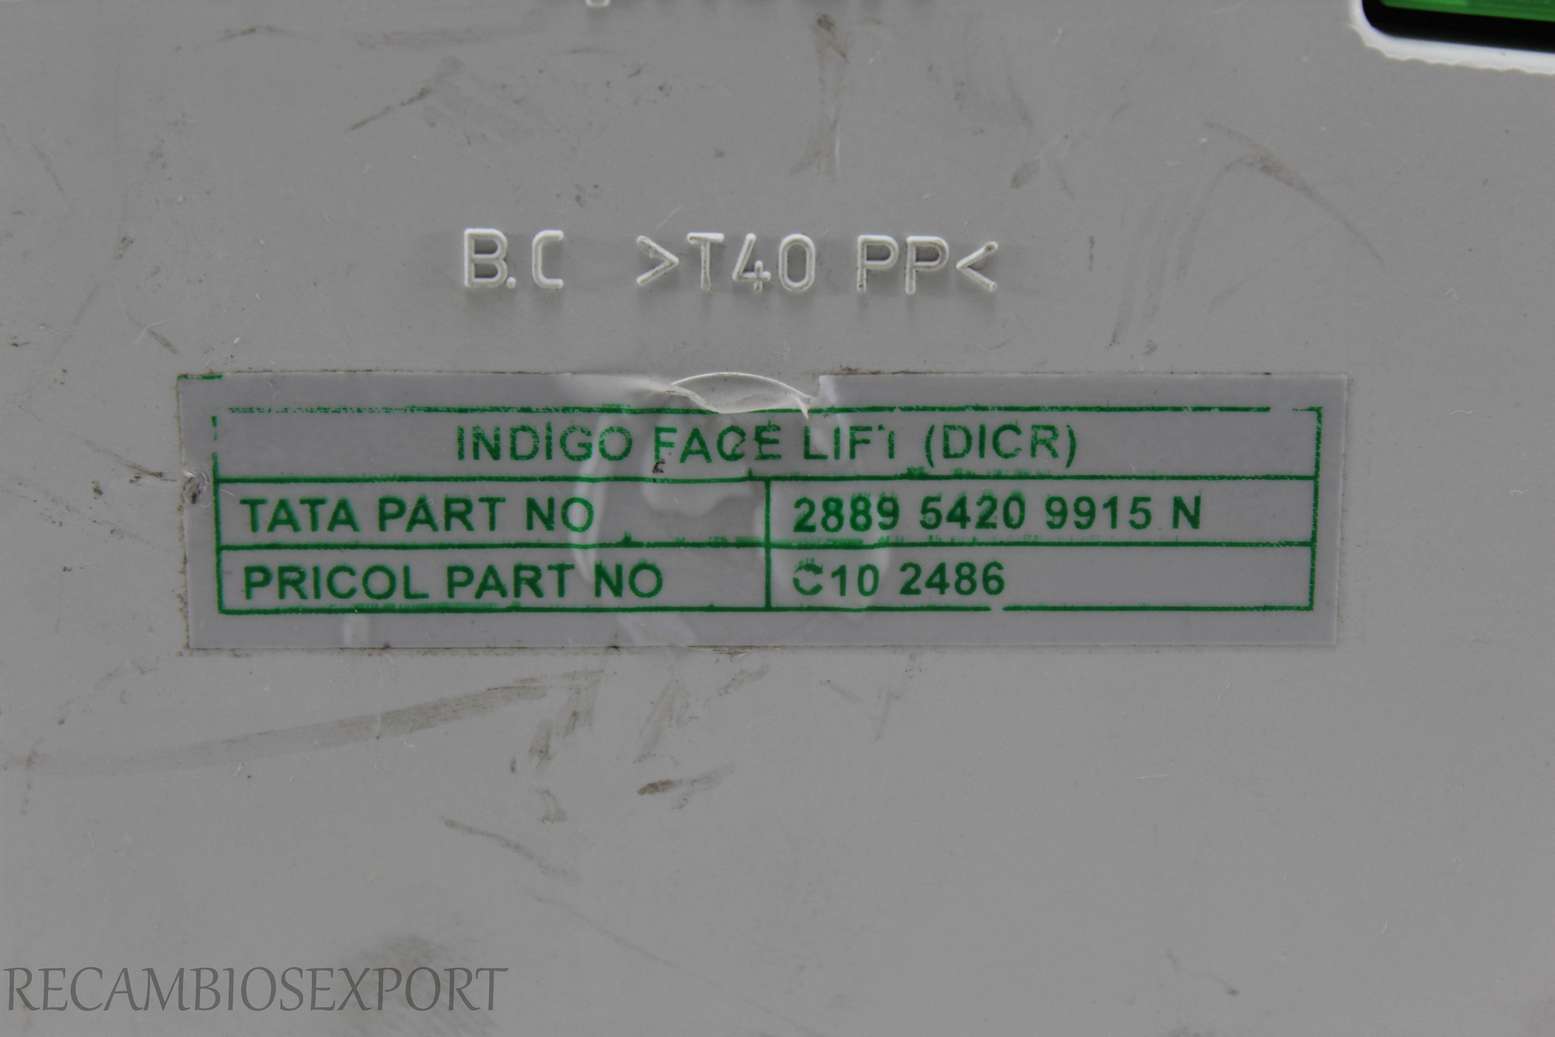 B.C >T40 PP<
INDIGO FACE LIFT (DICR)
TATA PART NO 2889 5420 9915 N
PRICOL PART NO C10 2486
RECAMBIOSEXPORT